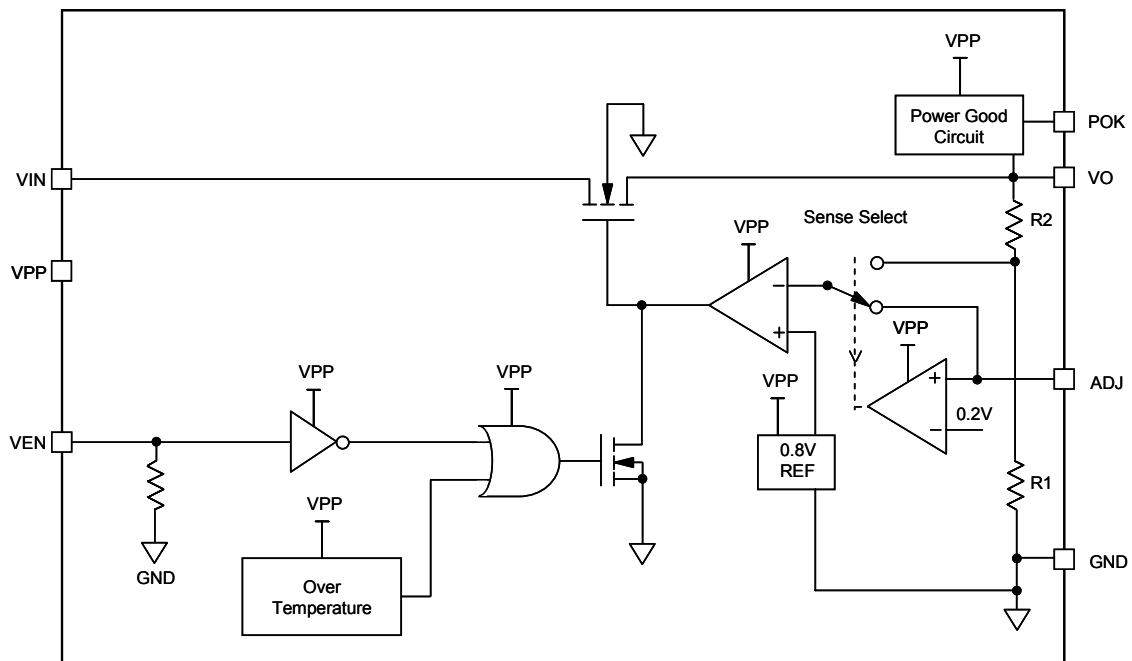 VPP
Power Good
Circuit
POK
VIN
VO
Sense Select
R2
VPP
VPP
−
+
VPP
+
ADJ
0.2V
−
VPP
VPP
VPP
VEN
0.8V
REF
R1
VPP
GND
GND
Over
Temperature